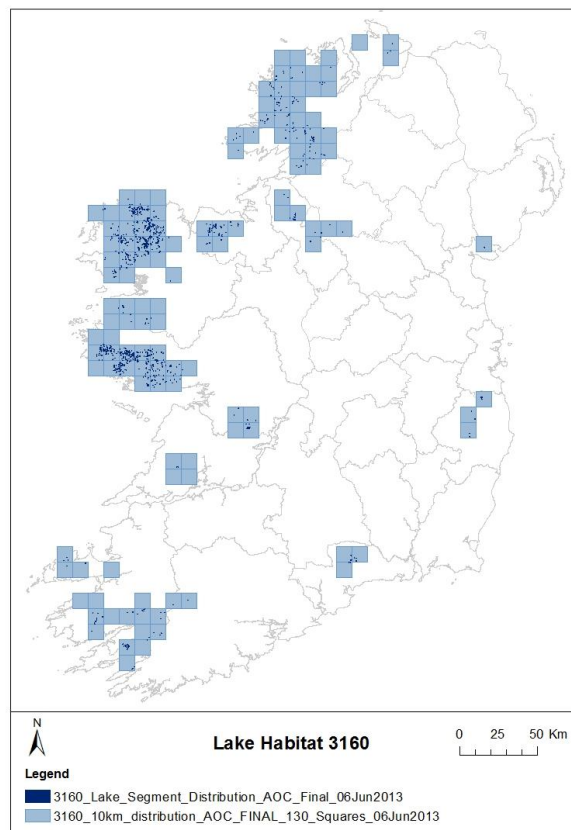 N
Lake Habitat 3160
0 25 50 Km
Legend
3160_Lake_Segment_Distribution_AOC_Final_06Jun2013
3160_10km_distribution_AOC_FINAL_130_Squares_06Jun2013